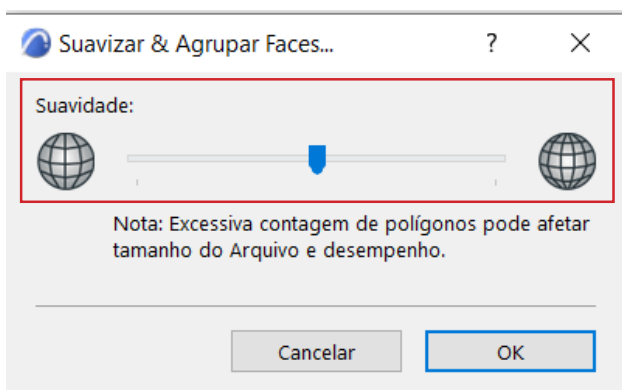 Suavizar & Agrupar Faces...
?
Suavidade:
Nota: Excessiva contagem de polígonos pode afetar
tamanho do Arquivo e desempenho.
Cancelar
OK